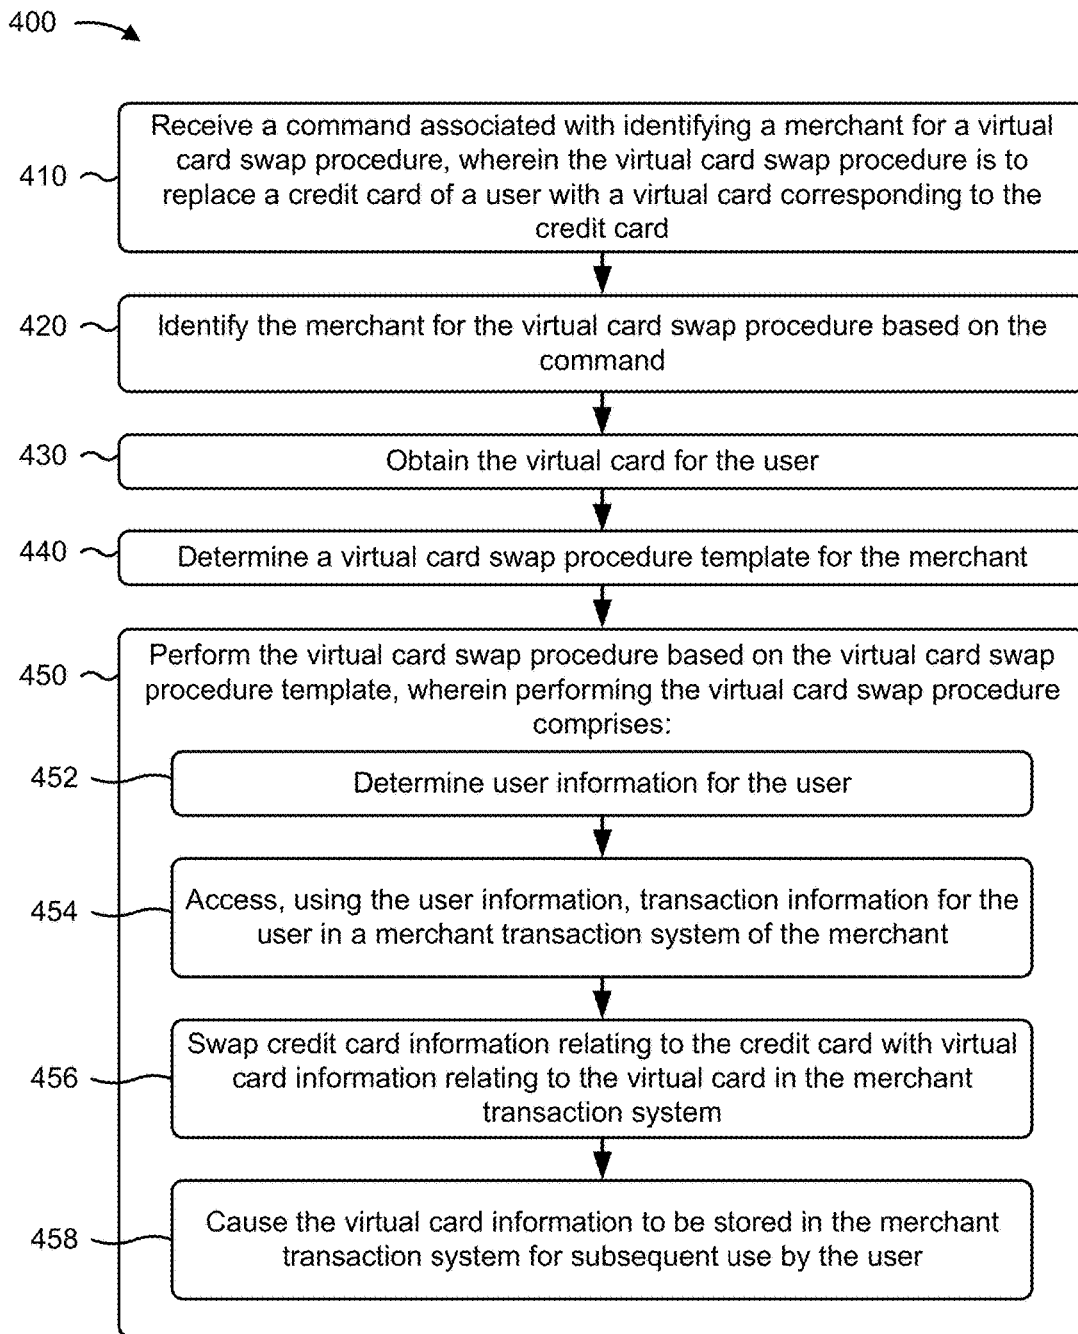 400
410
Receive a command associated with identifying a merchant for a virtual
card swap procedure, wherein the virtual card swap procedure is to
replace a credit card of a user with a virtual card corresponding to the
credit card
420
Identify the merchant for the virtual card swap procedure based on the
command
430
Obtain the virtual card for the user
440
Determine a virtual card swap procedure template for the merchant
450
Perform the virtual card swap procedure based on the virtual card swap
procedure template, wherein performing the virtual card swap procedure
comprises:
452
Determine user information for the user
454
Access, using the user information, transaction information for the
user in a merchant transaction system of the merchant
456
Swap credit card information relating to the credit card with virtual
card information relating to the virtual card in the merchant
transaction system
458
Cause the virtual card information to be stored in the merchant
transaction system for subsequent use by the user